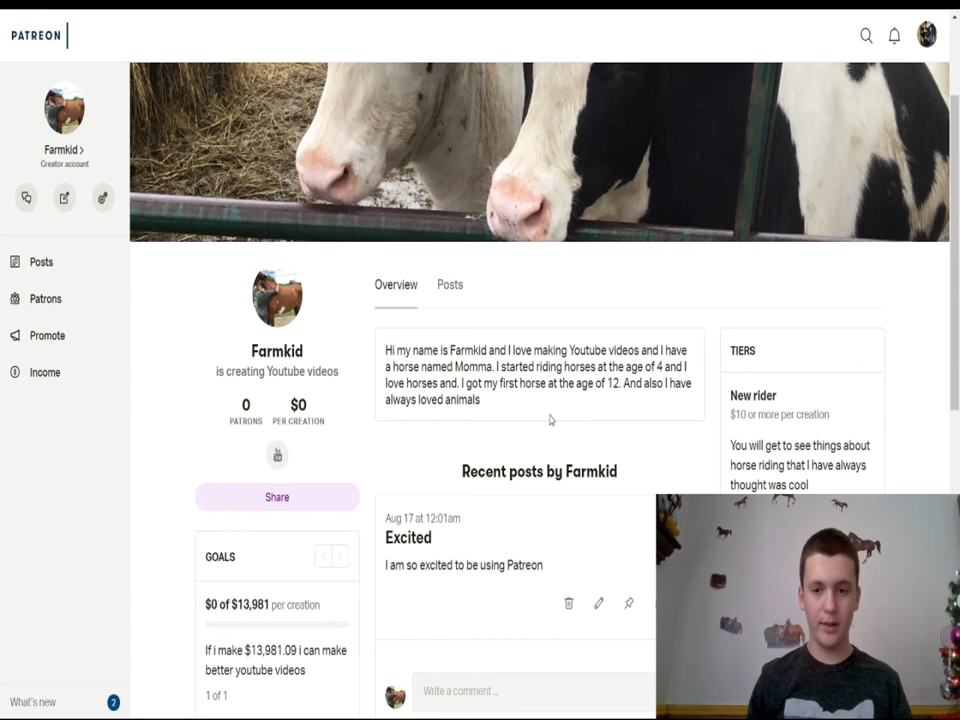 PATREON
Farmkid
Creator account
Posts
Patrons
Promote
Income
What's new
2
Farmkid
is creating Youtube videos
0
PATRONS
$0
PER CREATION
Share
GOALS
$0 of $13,981 per creation
If i make $13,981.09 i can make
better youtube videos
1 of 1
Overview
Posts
Hi my name is Farmkid and I love making Youtube videos and I have
a horse named Momma. I started riding horses at the age of 4 and I
love horses and. I got my first horse at the age of 12. And also I have
always loved animals
Recent posts by Farmkid
Aug 17 at 12:01am
Excited
I am so excited to be using Patreon
Write a comment ...
TIERS
New rider
$10 or more per creation
You will get to see things about
horse riding that I have always
thought was cool